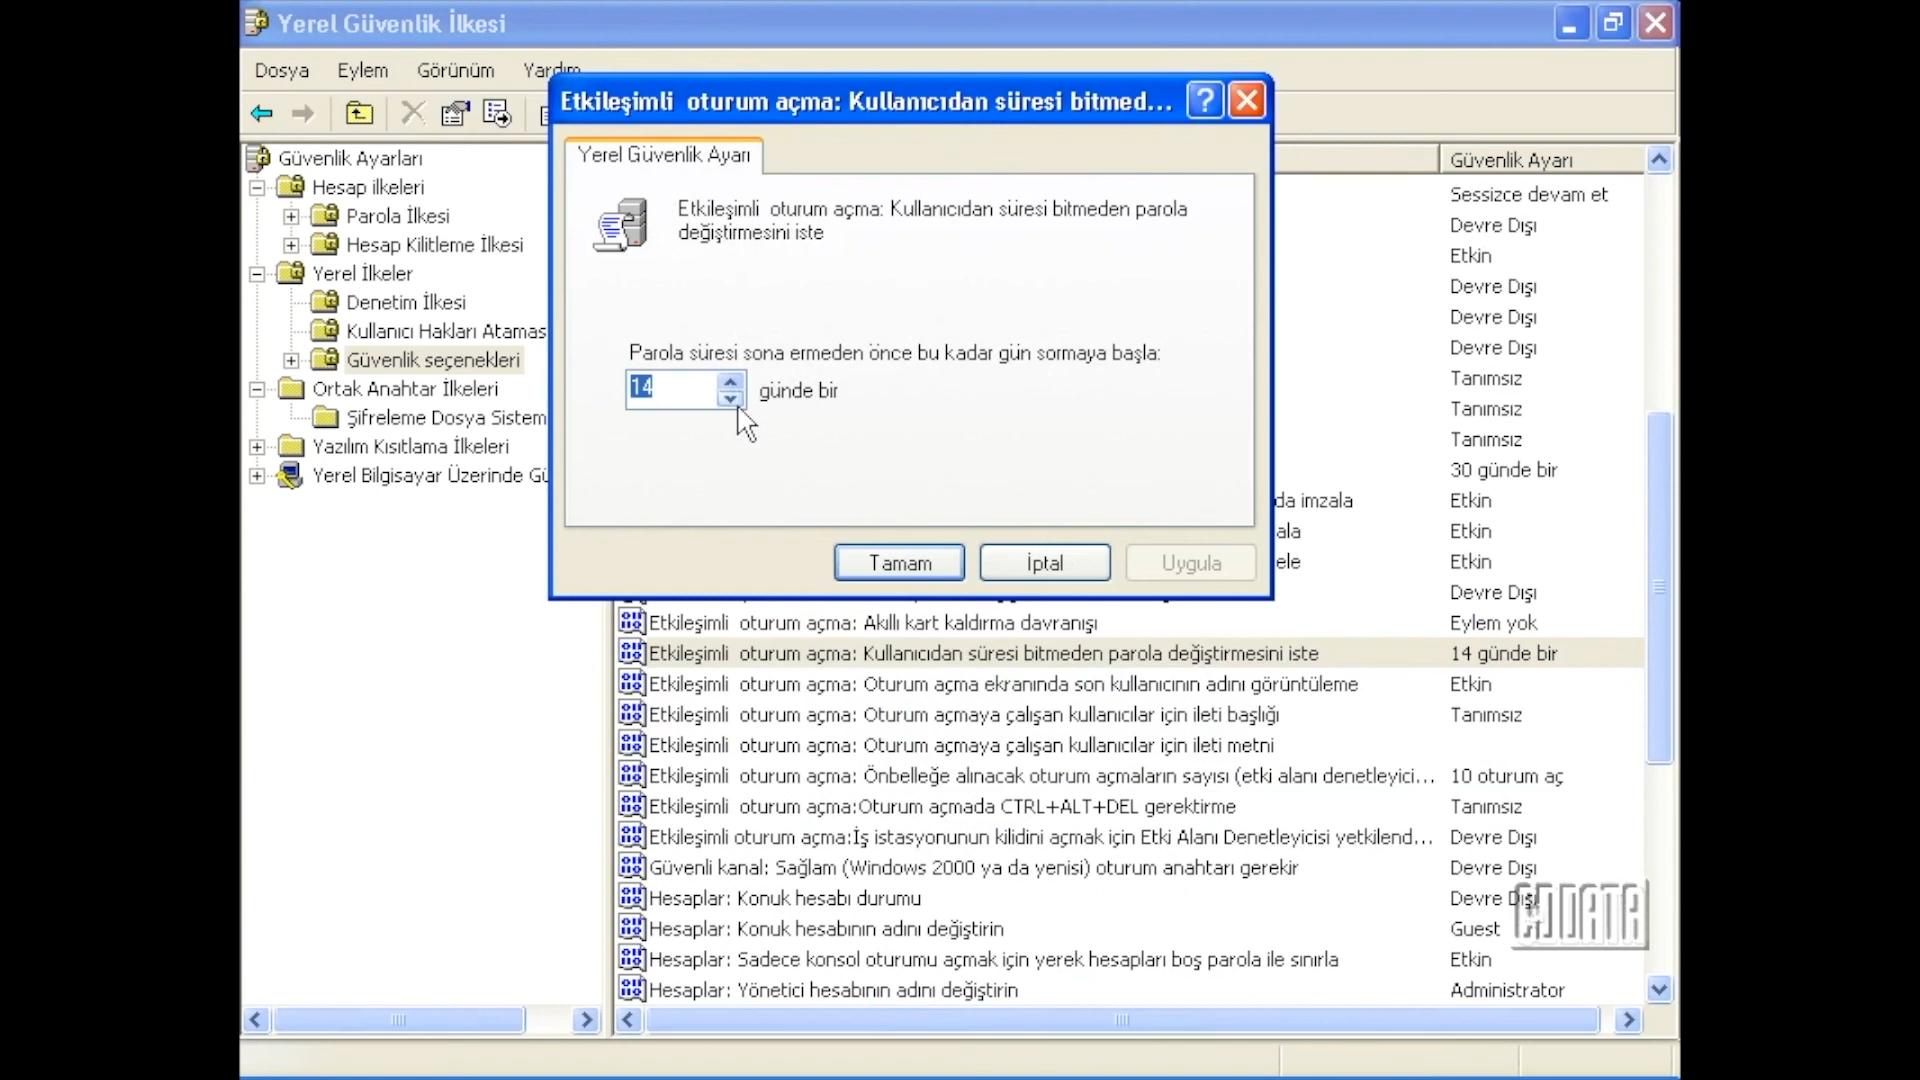 Yerel Güvenlik İlkesi
Dosya Eylem Görünüm Yardım
Etkileşimli oturum açma: Kullanıcıdan süresi bitmed...
Yerel Güvenlik Ayarı
Etkileşimli oturum açma: Kullanıcıdan süresi bitmeden parola
değiştirmesini iste
Parola süresi sona ermeden önce bu kadar gün sormaya başla:
14 günde bir
Tamam İptal Uygula
Güvenlik Ayarları
Hesap ilkeleri
Parola İlkesi
Hesap Kilitleme İlkesi
Yerel İlkeler
Denetim İlkesi
Kullanıcı Hakları Ataması
Güvenlik seçenekleri
Ortak Anahtar İlkeleri
Şifreleme Dosya Sistem
Yazılım Kısıtlama İlkeleri
Yerel Bilgisayar Üzerinde Gü
Güvenlik Ayarı
Sessizce devam et
Devre Dışı
Etkin
Devre Dışı
Devre Dışı
Devre Dışı
Tanımsız
Tanımsız
Tanımsız
30 günde bir
da imzala Etkin
ala Etkin
ele Etkin
Devre Dışı
Etkileşimli oturum açma: Akıllı kart kaldırma davranışı Eylem yok
Etkileşimli oturum açma: Kullanıcıdan süresi bitmeden parola değiştirmesini iste 14 günde bir
Etkileşimli oturum açma: Oturum açma ekranında son kullanıcının adını görüntüleme Etkin
Etkileşimli oturum açma: Oturum açmaya çalışan kullanıcılar için ileti başlığı Tanımsız
Etkileşimli oturum açma: Oturum açmaya çalışan kullanıcılar için ileti metni
Etkileşimli oturum açma: Önbelleğe alınacak oturum açmaların sayısı (etki alanı denetleyici... 10 oturum aç
Etkileşimli oturum açma:Oturum açmada CTRL+ALT+DEL gerektirme Tanımsız
Etkileşimli oturum açma:İş istasyonunun kilidini açmak için Etki Alanı Denetleyicisi yetkilend... Devre Dışı
Güvenli kanal: Sağlam (Windows 2000 ya da yenisi) oturum anahtarı gerekir Devre Dışı
Hesaplar: Konuk hesabı durumu Devre Dışı
Hesaplar: Konuk hesabının adını değiştirin Guest
Hesaplar: Sadece konsol oturumu açmak için yerek hesapları boş parola ile sınırla Etkin
Hesaplar: Yönetici hesabının adını değiştirin Administrator